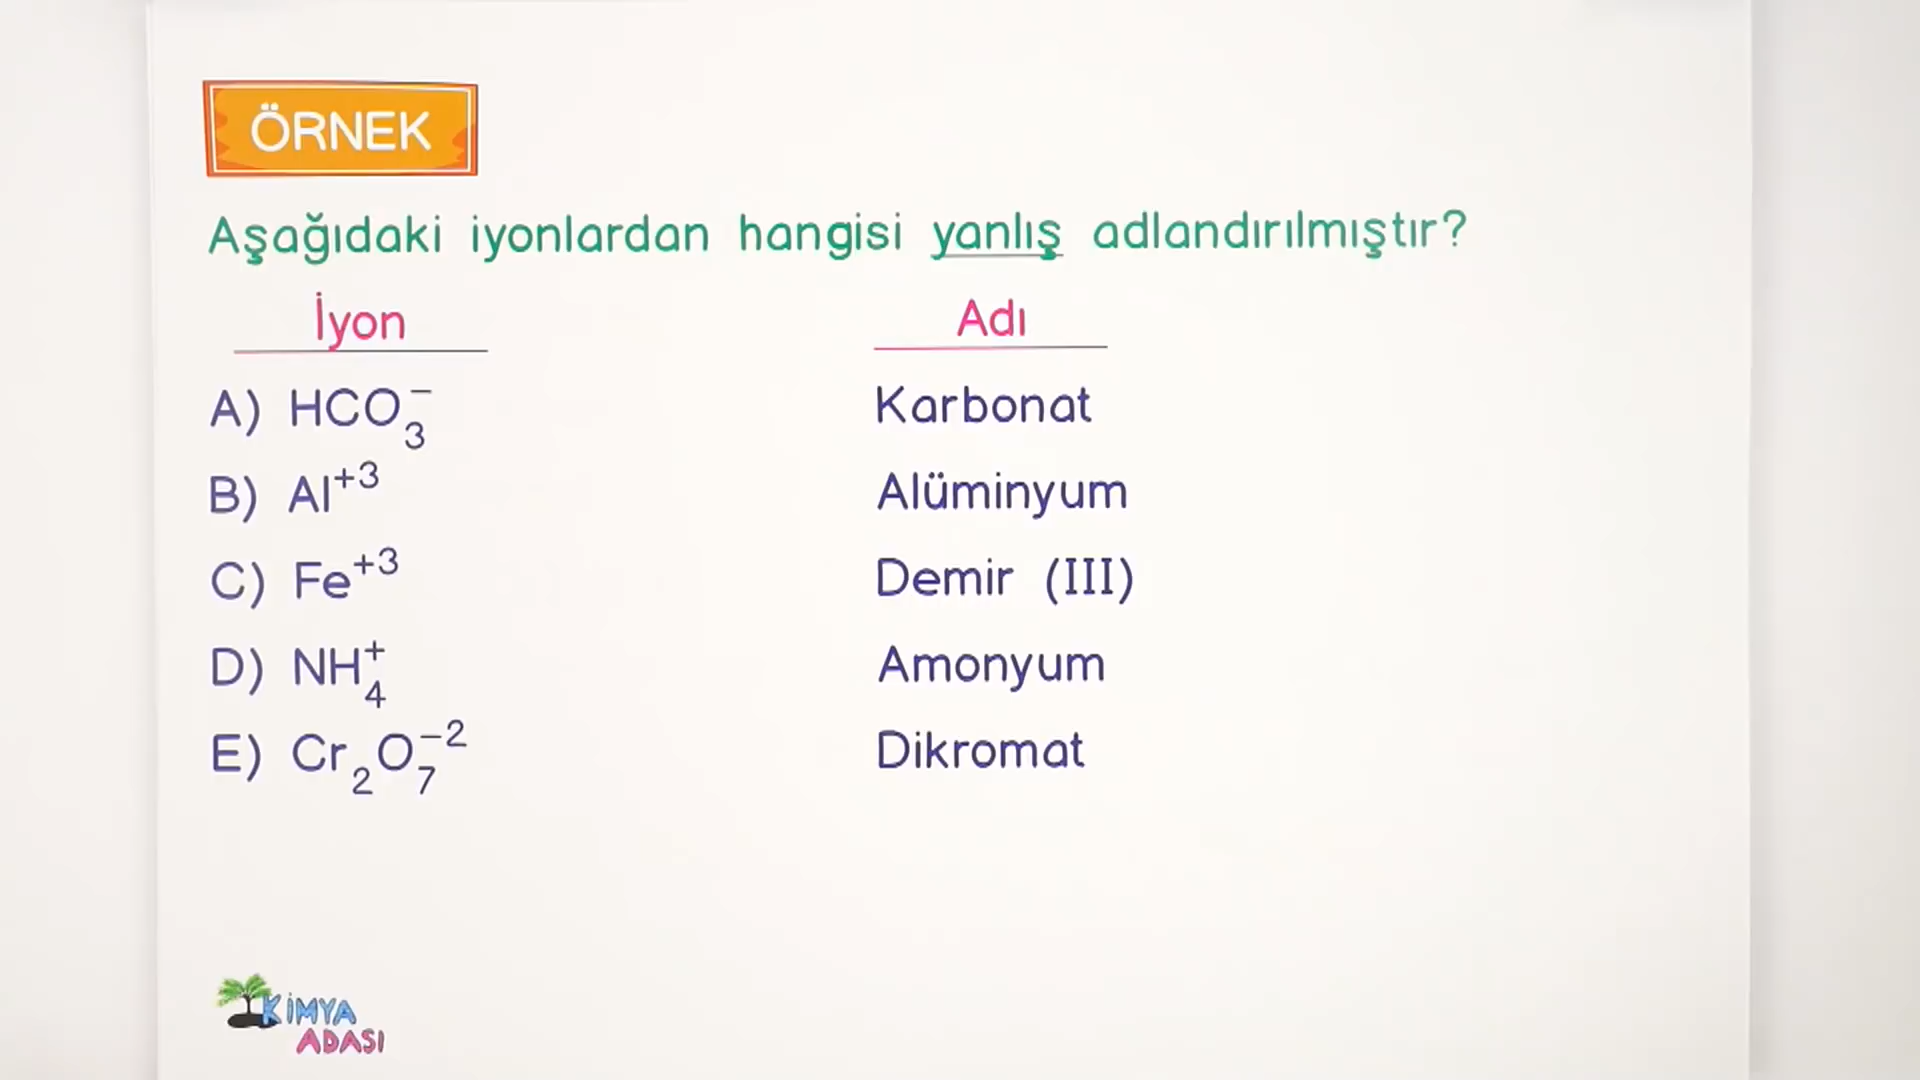 ÖRNEK
Aşağıdaki iyonlardan hangisi yanlış adlandırılmıştır?
İyon Adı
A) HCO₃⁻ Karbonat
B) Al⁺³ Alüminyum
C) Fe⁺³ Demir (III)
D) NH₄⁺ Amonyum
E) Cr₂O₇⁻² Dikromat
KİMYA
ADASI